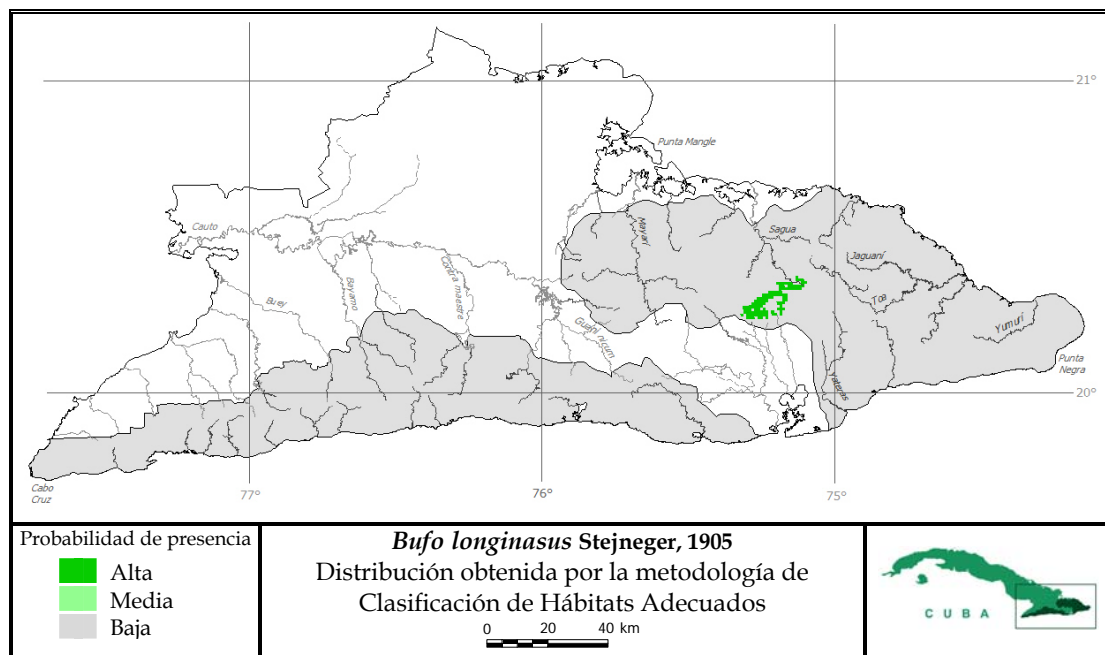 21°
Punta Mangle
Cauto
Mayarí
Sagua
Jaguaní
Buey
Bayamo
Contra maestre
Toa
Guaninicum
Yumurí
Punta
Negra
20°
Yateras
Cabo
Cruz
77°
76°
75°
Probabilidad de presencia
Alta
Media
Baja
Bufo longinasus Stejneger, 1905
Distribución obtenida por la metodología de
Clasificación de Hábitats Adecuados
0 20 40 km
CUBA